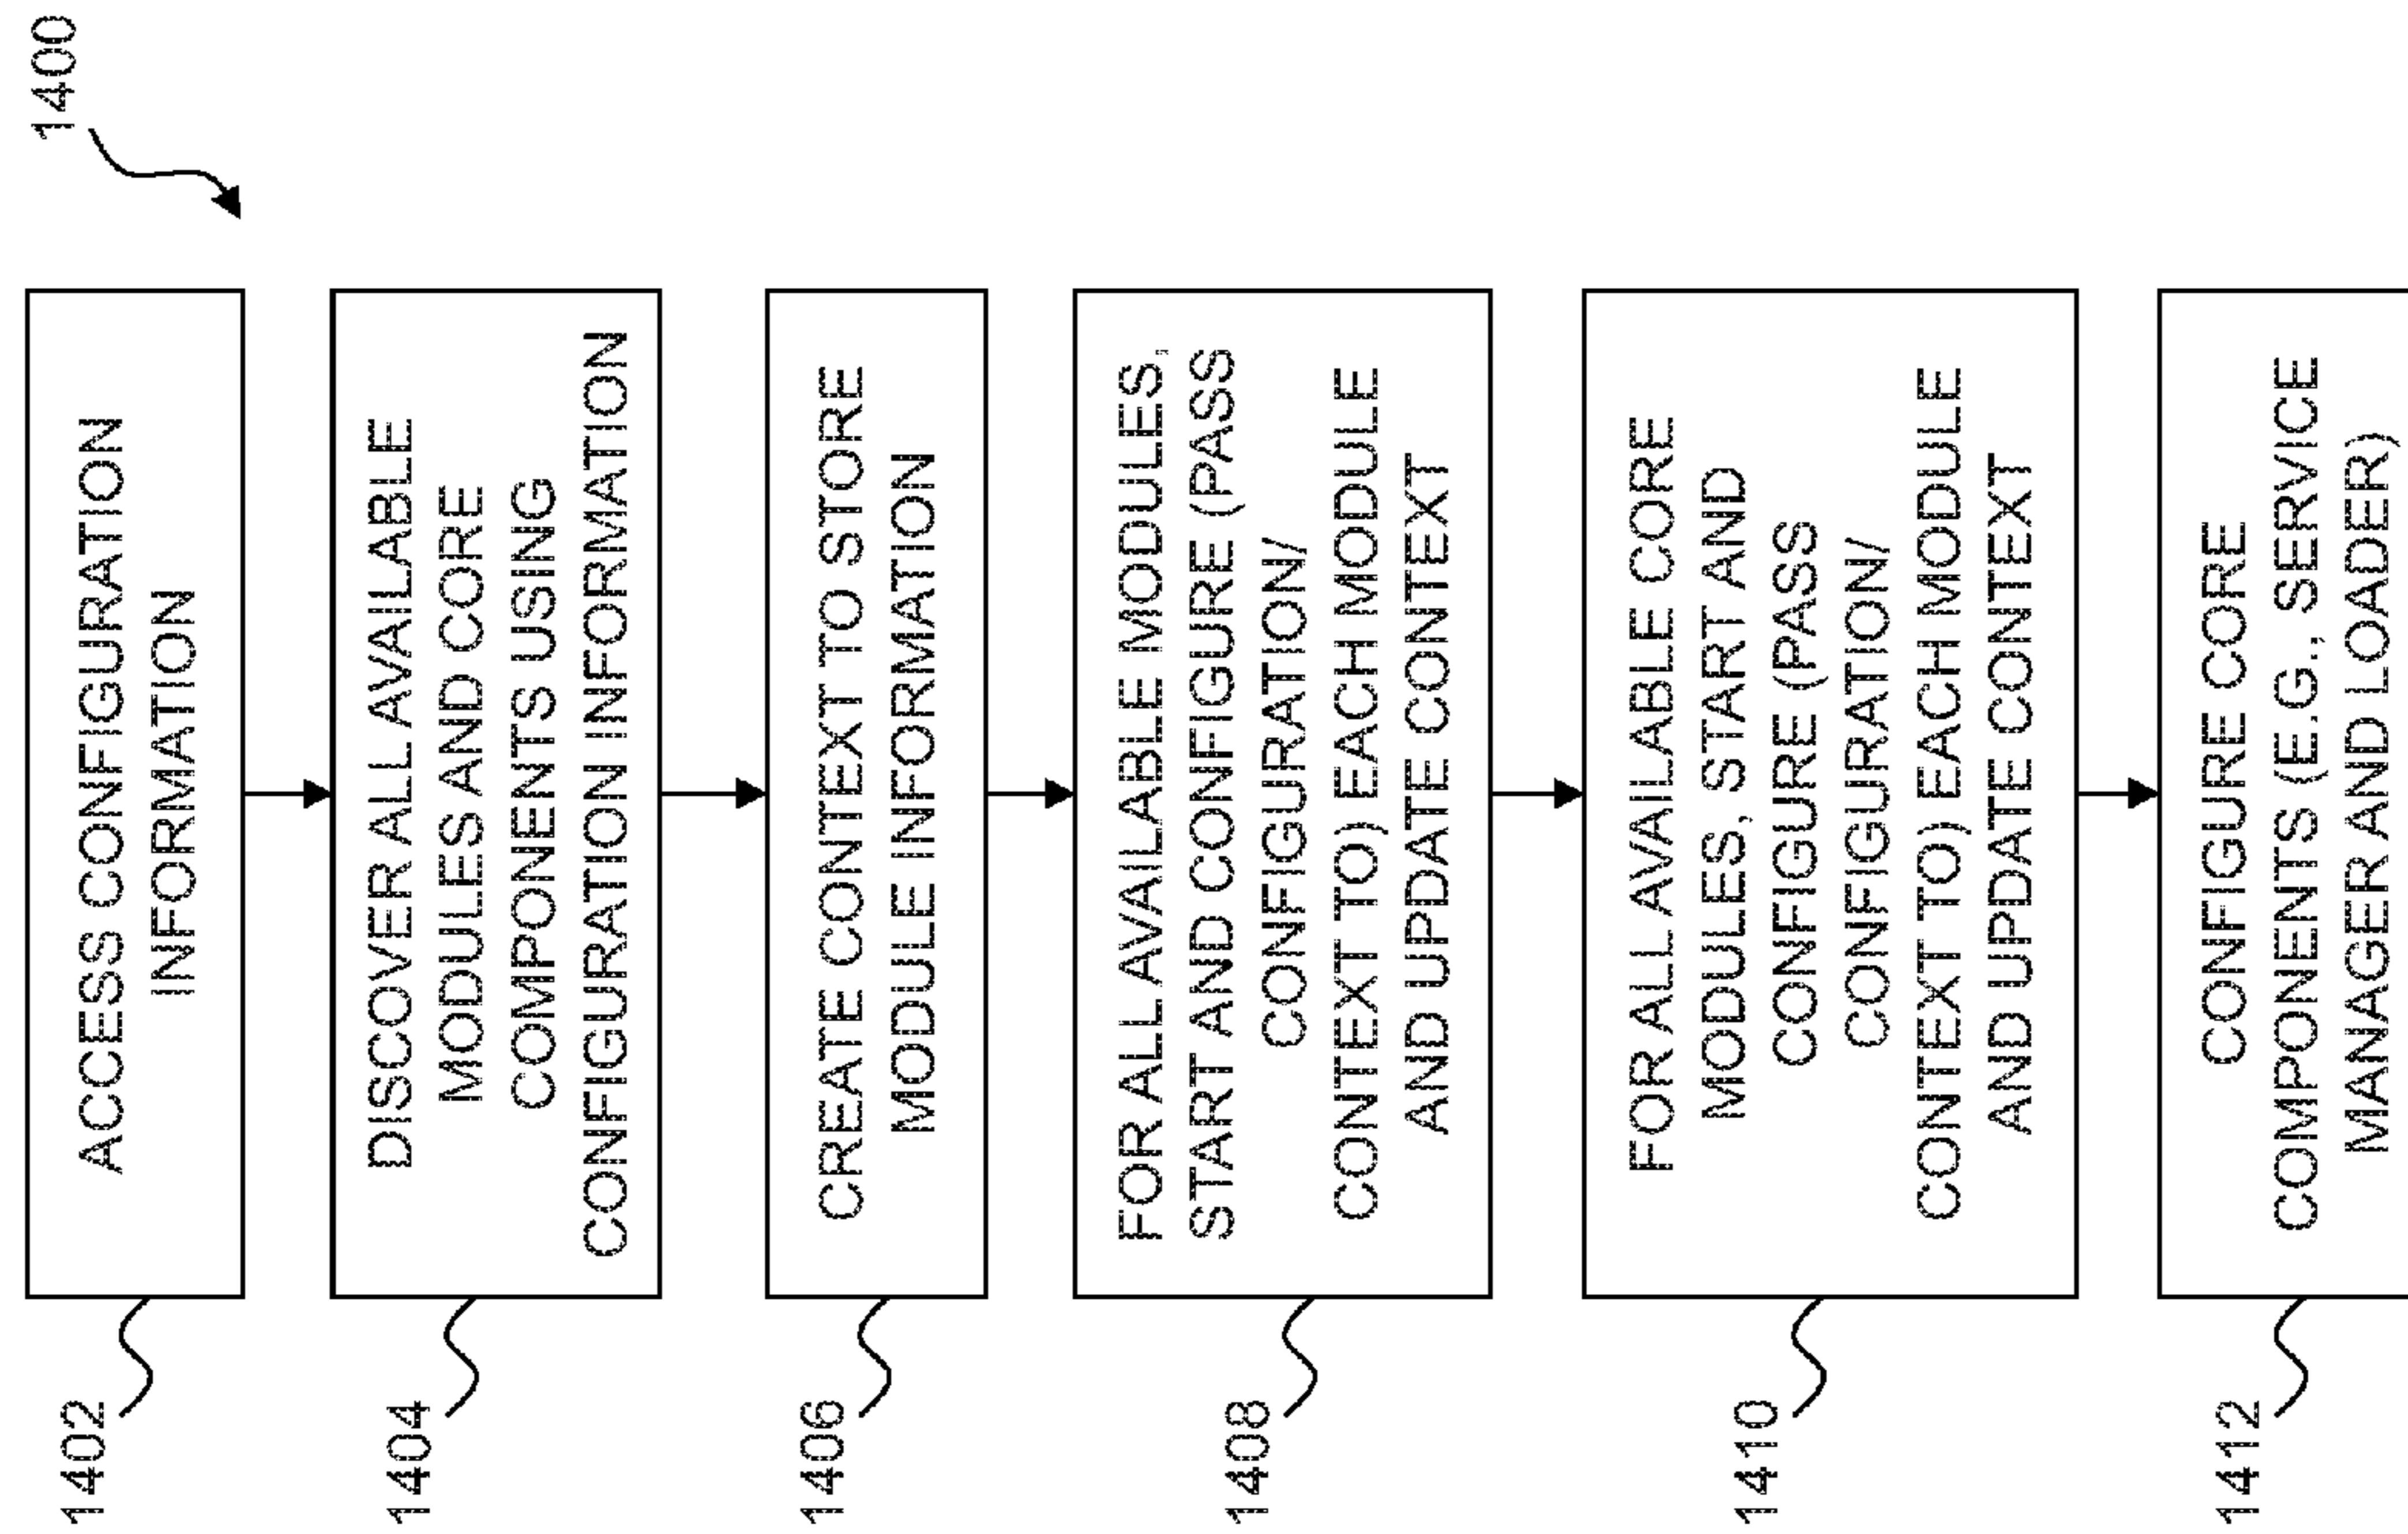 1400
1402
ACCESS CONFIGURATION
INFORMATION
1404
DISCOVER ALL AVAILABLE
MODULES AND CORE
COMPONENTS USING
CONFIGURATION INFORMATION
1406
CREATE CONTEXT TO STORE
MODULE INFORMATION
1408
FOR ALL AVAILABLE MODULES,
START AND CONFIGURE (PASS
CONFIGURATION/
CONTEXT TO) EACH MODULE
AND UPDATE CONTEXT
1410
FOR ALL AVAILABLE CORE
MODULES, START AND
CONFIGURE (PASS
CONFIGURATION/
CONTEXT TO) EACH MODULE
AND UPDATE CONTEXT
1412
CONFIGURE CORE
COMPONENTS (E.G., SERVICE
MANAGER AND LOADER)